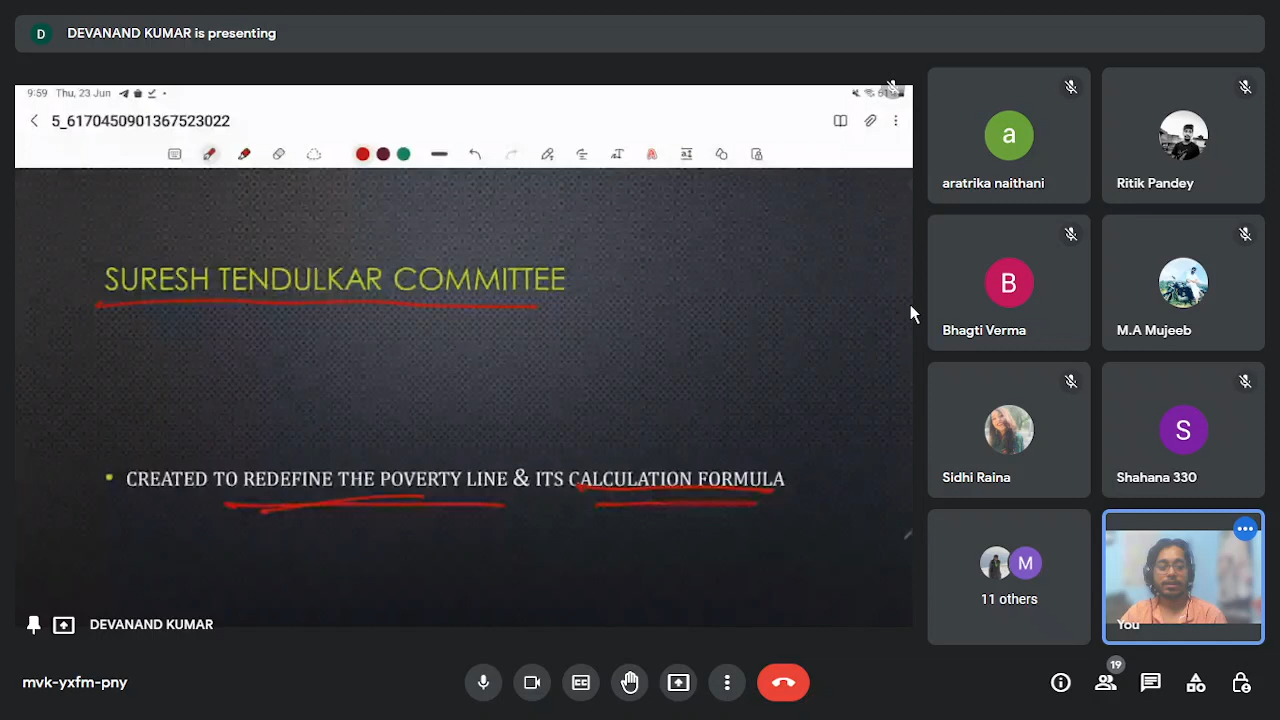 D DEVANAND KUMAR is presenting
9:59 Thu, 23 Jun
5_6170450901367523022
SURESH TENDULKAR COMMITTEE
• CREATED TO REDEFINE THE POVERTY LINE & ITS CALCULATION FORMULA
DEVANAND KUMAR
a
aratrika naithani
Ritik Pandey
B
Bhagti Verma
M.A Mujeeb
Sidhi Raina
S
Shahana 330
M
11 others
You
mvk-yxfm-pny
19